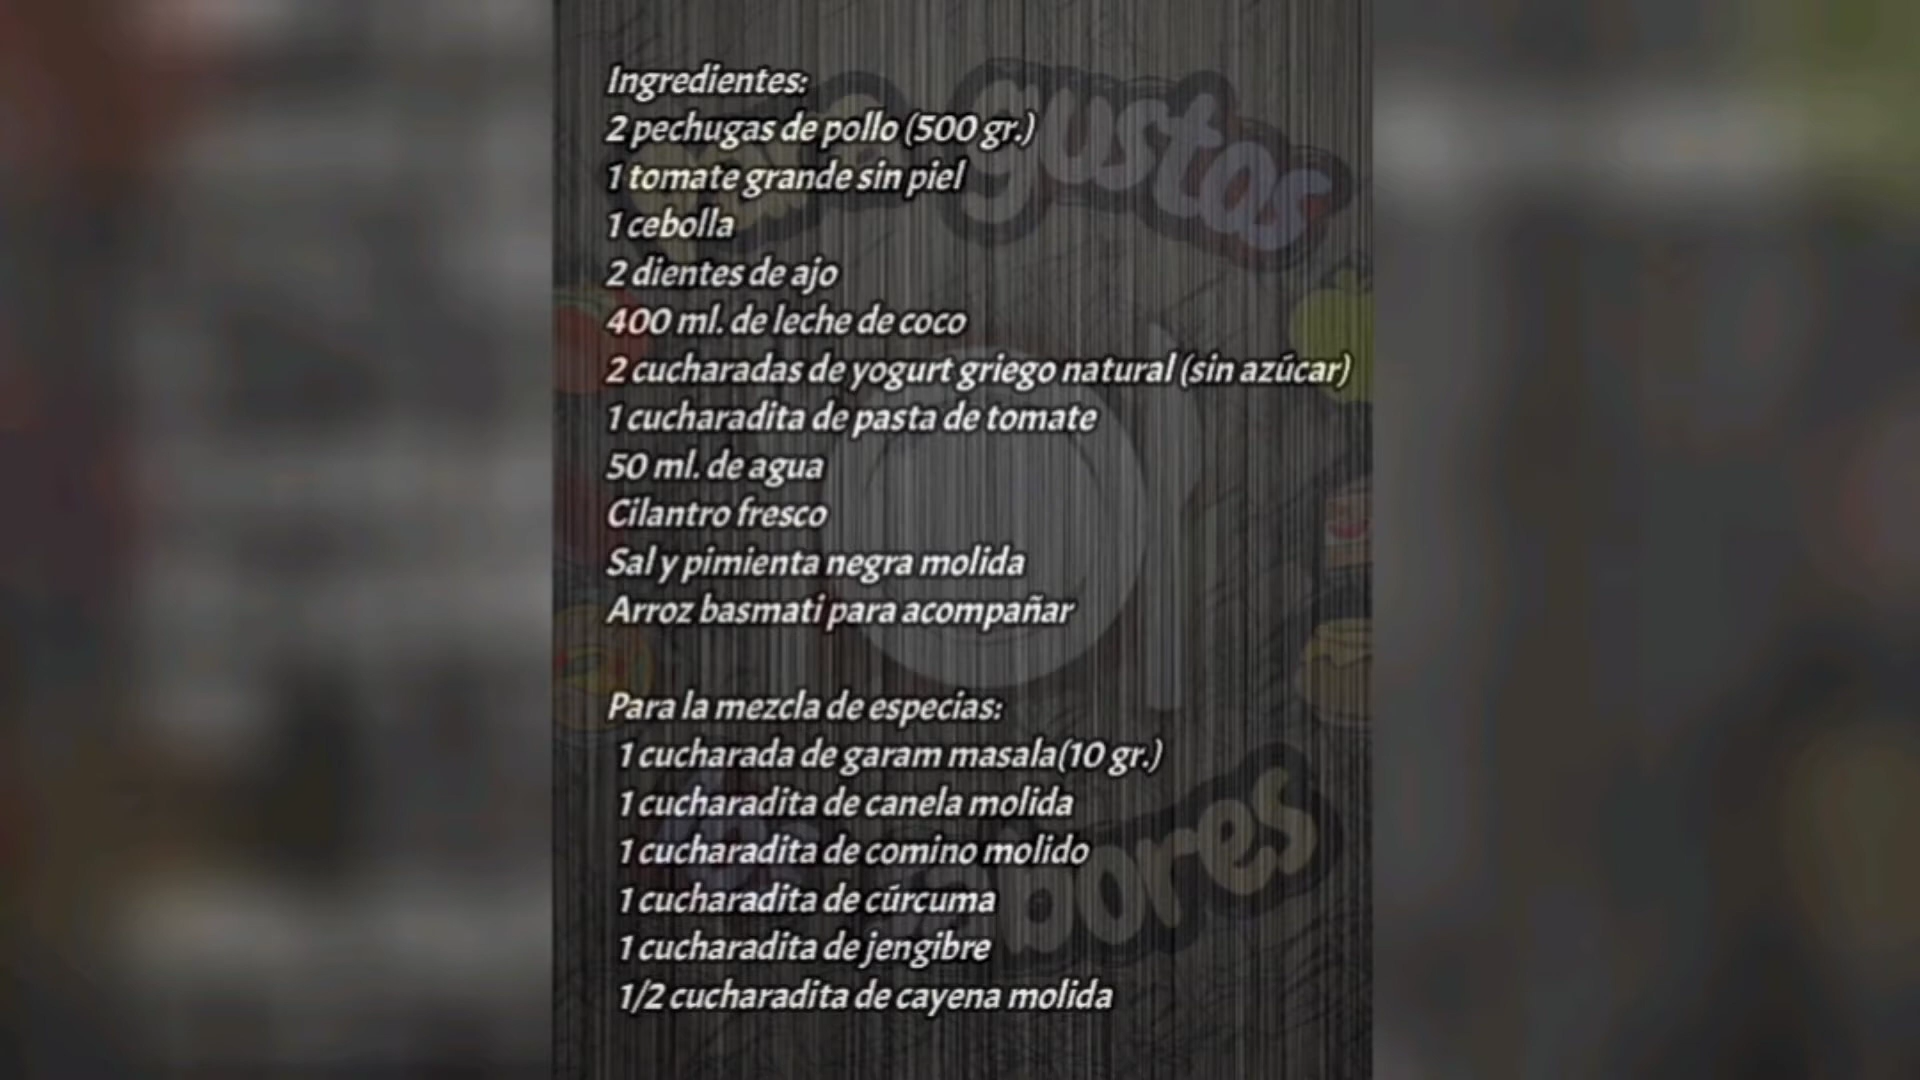 Ingredientes:
2 pechugas de pollo (500 gr.)
1 tomate grande sin piel
1 cebolla
2 dientes de ajo
400 ml. de leche de coco
2 cucharadas de yogurt griego natural (sin azúcar)
1 cucharadita de pasta de tomate
50 ml. de agua
Cilantro fresco
Sal y pimienta negra molida
Arroz basmati para acompañar
Para la mezcla de especias:
1 cucharada de garam masala(10 gr.)
1 cucharadita de canela molida
1 cucharadita de comino molido
1 cucharadita de cúrcuma
1 cucharadita de jengibre
1/2 cucharadita de cayena molida
gustos